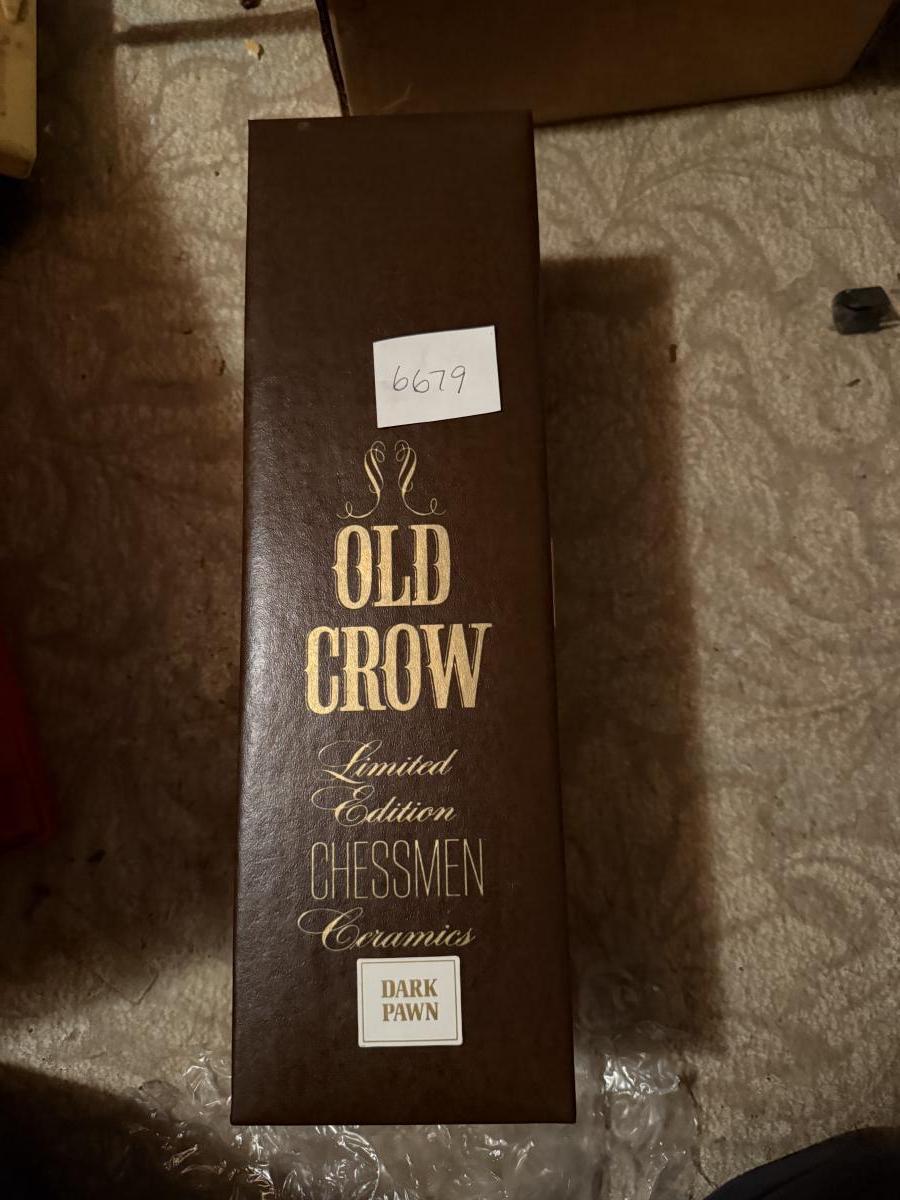 6679
OLD
CROW
Limited
Edition
CHESSMEN
Ceramics
DARK
PAWN